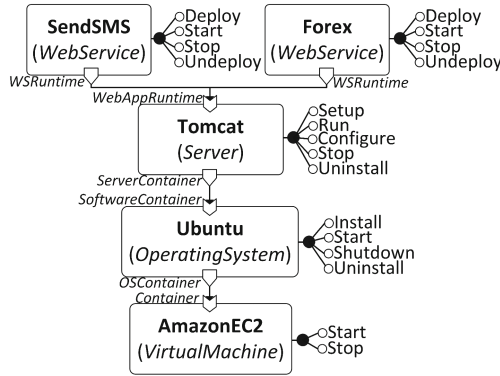 SendSMS
(WebService)
Deploy
Start
Stop
Undeploy
Forex
(WebService)
Deploy
Start
Stop
Undeploy
WSRuntime
WSRuntime
WebAppRuntime
Tomcat
(Server)
Setup
Run
Configure
Stop
Uninstall
ServerContainer
SoftwareContainer
Ubuntu
(OperatingSystem)
Install
Start
Shutdown
Uninstall
OSContainer
Container
AmazonEC2
(VirtualMachine)
Start
Stop